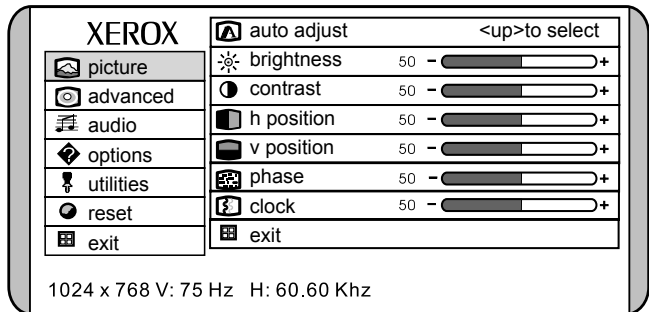 XEROX
picture
advanced
audio
options
utilities
reset
exit
auto adjust <up>to select
brightness 50 - +
contrast 50 - +
h position 50 - +
v position 50 - +
phase 50 - +
clock 50 - +
exit
1024 x 768 V: 75 Hz H: 60.60 Khz